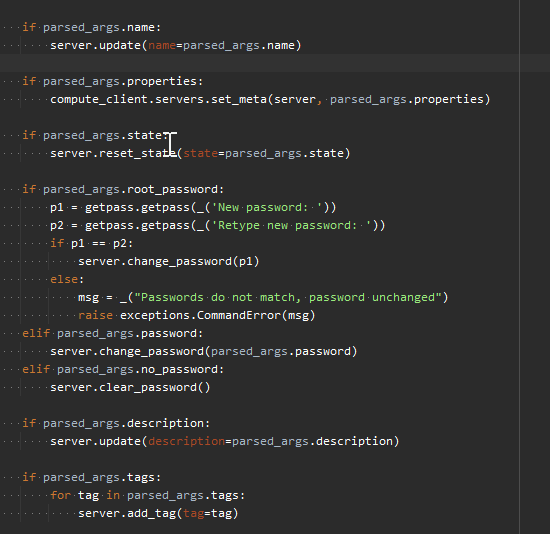 if parsed_args.name:
server.update(name=parsed_args.name)
if parsed_args.properties:
compute_client.servers.set_meta(server, parsed_args.properties)
if parsed_args.state:
server.reset_state(state=parsed_args.state)
if parsed_args.root_password:
p1 = getpass.getpass(_('New password: '))
p2 = getpass.getpass(_('Retype new password: '))
if p1 == p2:
server.change_password(p1)
else:
msg = _("Passwords do not match, password unchanged")
raise exceptions.CommandError(msg)
elif parsed_args.password:
server.change_password(parsed_args.password)
elif parsed_args.no_password:
server.clear_password()
if parsed_args.description:
server.update(description=parsed_args.description)
if parsed_args.tags:
for tag in parsed_args.tags:
server.add_tag(tag=tag)